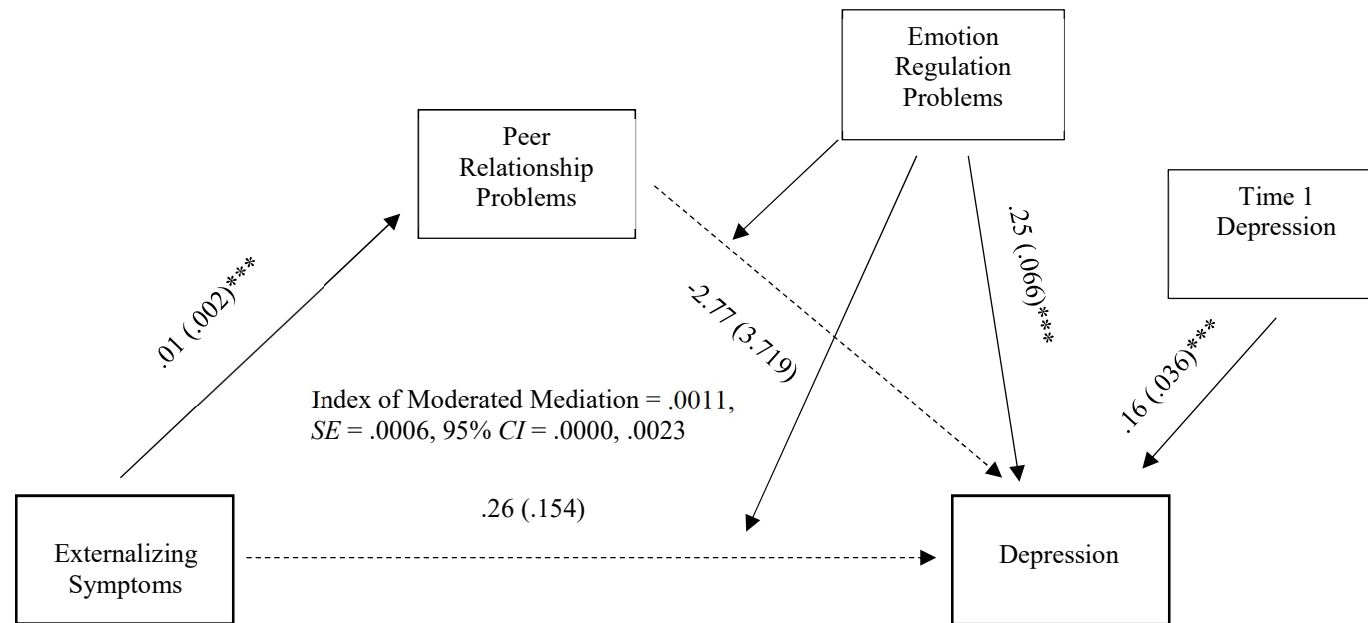 Emotion
Regulation
Problems
Peer
Relationship
Problems
Time 1
Depression
.01 (.002)***
-2.77 (3.719)
.25 (.066)***
.16 (.036)***
Index of Moderated Mediation = .0011,
SE = .0006, 95% CI = .0000, .0023
.26 (.154)
Externalizing
Symptoms
Depression